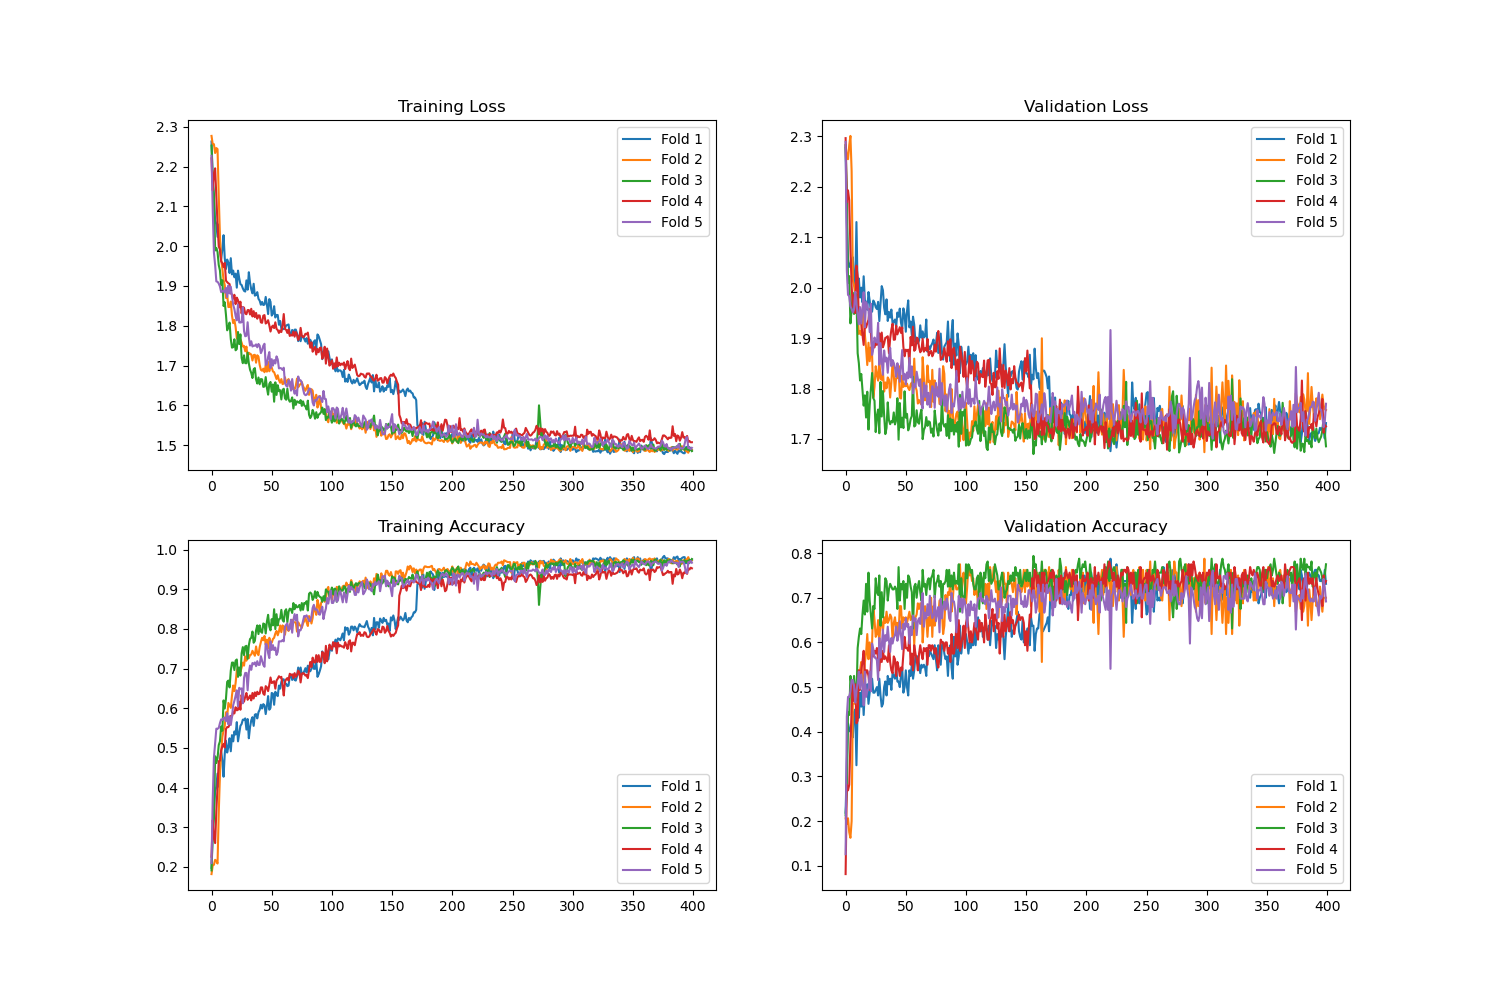 Training Loss
2.3
2.2
2.1
2.0
1.9
1.8
1.7
1.6
1.5
0 50 100 150 200 250 300 350 400
Fold 1
Fold 2
Fold 3
Fold 4
Fold 5
Validation Loss
2.3
2.2
2.1
2.0
1.9
1.8
1.7
0 50 100 150 200 250 300 350 400
Fold 1
Fold 2
Fold 3
Fold 4
Fold 5
Training Accuracy
1.0
0.9
0.8
0.7
0.6
0.5
0.4
0.3
0.2
0 50 100 150 200 250 300 350 400
Fold 1
Fold 2
Fold 3
Fold 4
Fold 5
Validation Accuracy
0.8
0.7
0.6
0.5
0.4
0.3
0.2
0.1
0 50 100 150 200 250 300 350 400
Fold 1
Fold 2
Fold 3
Fold 4
Fold 5